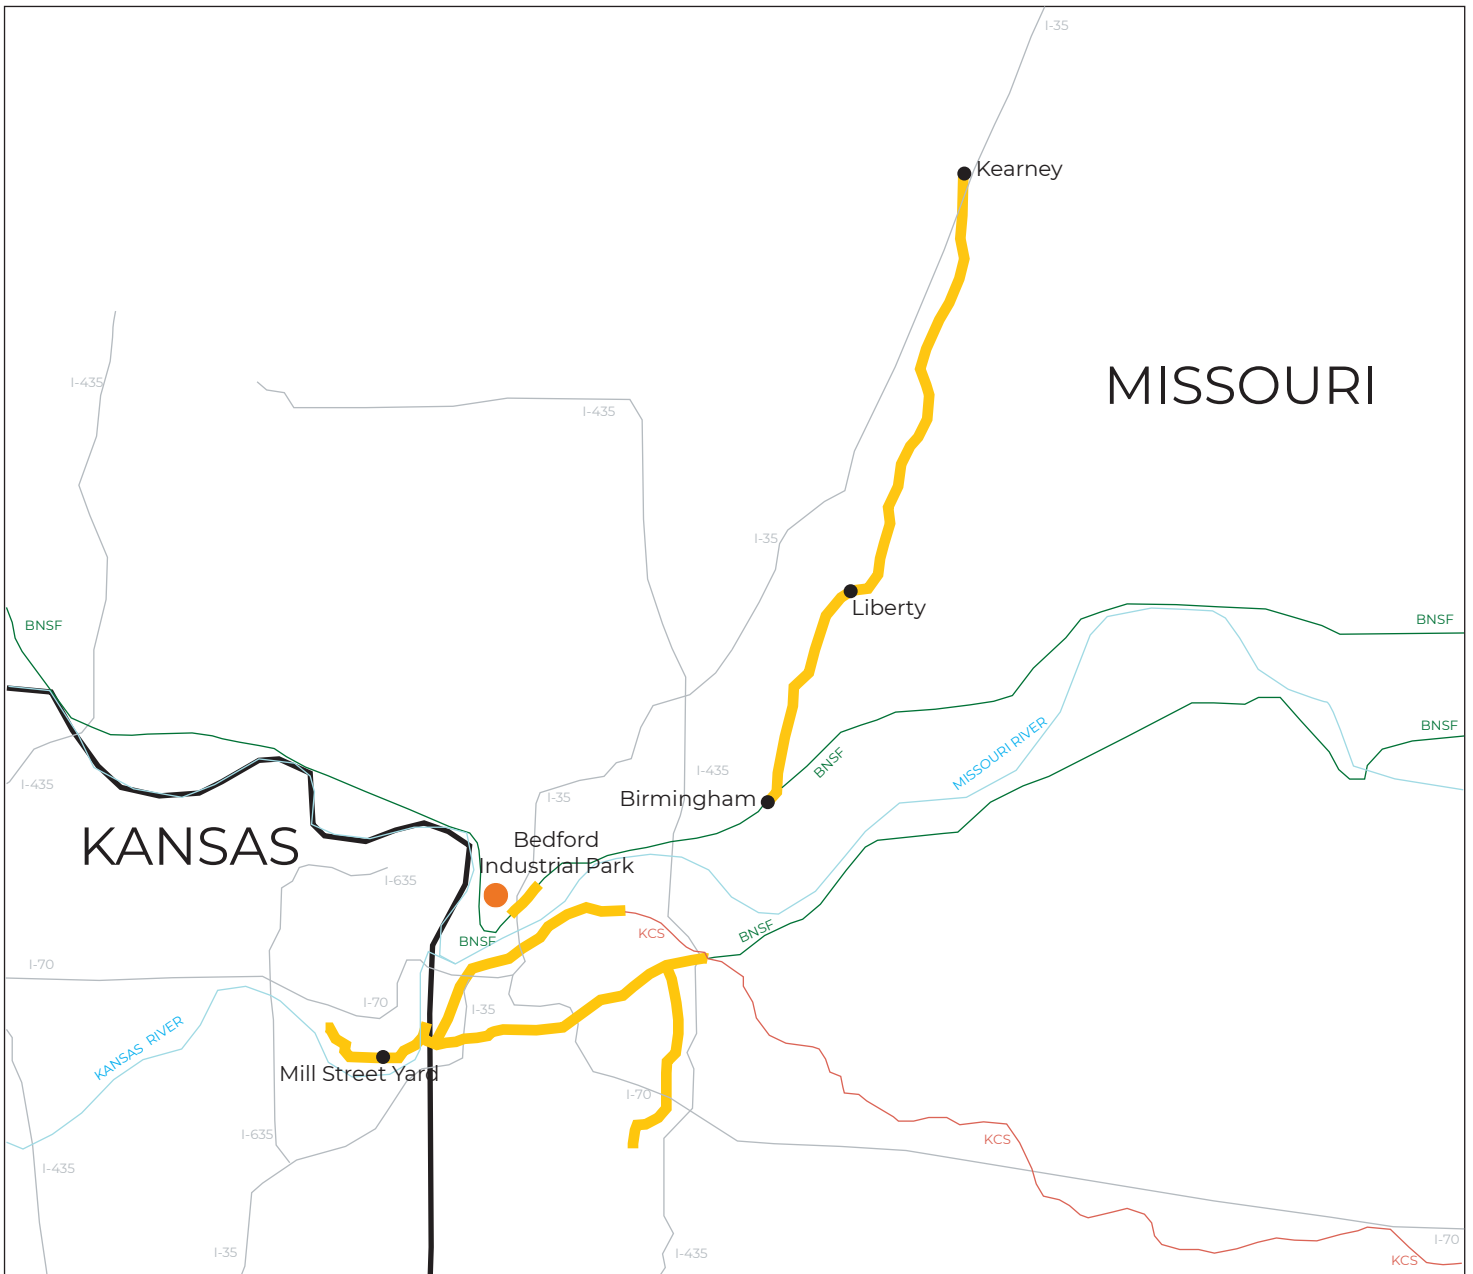 I-35
Kearney
I-435
MISSOURI
I-435
I-35
Liberty
BNSF
BNSF
BNSF
MISSOURI RIVER
BNSF
I-435
I-435
I-35
Birmingham
KANSAS
Bedford
Industrial Park
I-635
BNSF
KCS
BNSF
I-70
I-70
I-35
KANSAS RIVER
Mill Street Yard
I-70
I-635
KCS
I-435
I-35
I-435
I-70
KCS